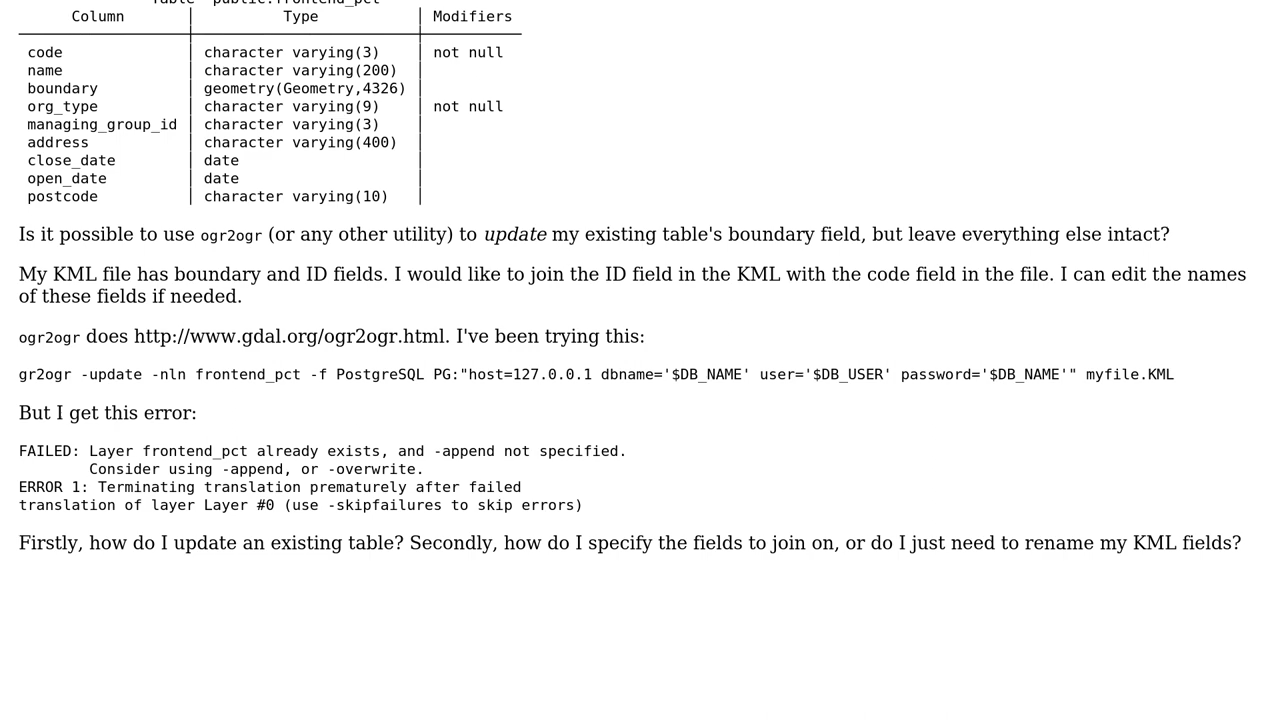 Table "public.frontend_pct"
Column │ Type │ Modifiers
code │ character varying(3) │ not null
name │ character varying(200) │
boundary │ geometry(Geometry,4326) │
org_type │ character varying(9) │ not null
managing_group_id │ character varying(3) │
address │ character varying(400) │
close_date │ date │
open_date │ date │
postcode │ character varying(10) │
Is it possible to use ogr2ogr (or any other utility) to update my existing table's boundary field, but leave everything else intact?
My KML file has boundary and ID fields. I would like to join the ID field in the KML with the code field in the file. I can edit the names
of these fields if needed.
ogr2ogr does http://www.gdal.org/ogr2ogr.html. I've been trying this:
gr2ogr -update -nln frontend_pct -f PostgreSQL PG:"host=127.0.0.1 dbname='$DB_NAME' user='$DB_USER' password='$DB_NAME'" myfile.KML
But I get this error:
FAILED: Layer frontend_pct already exists, and -append not specified.
Consider using -append, or -overwrite.
ERROR 1: Terminating translation prematurely after failed
translation of layer Layer #0 (use -skipfailures to skip errors)
Firstly, how do I update an existing table? Secondly, how do I specify the fields to join on, or do I just need to rename my KML fields?